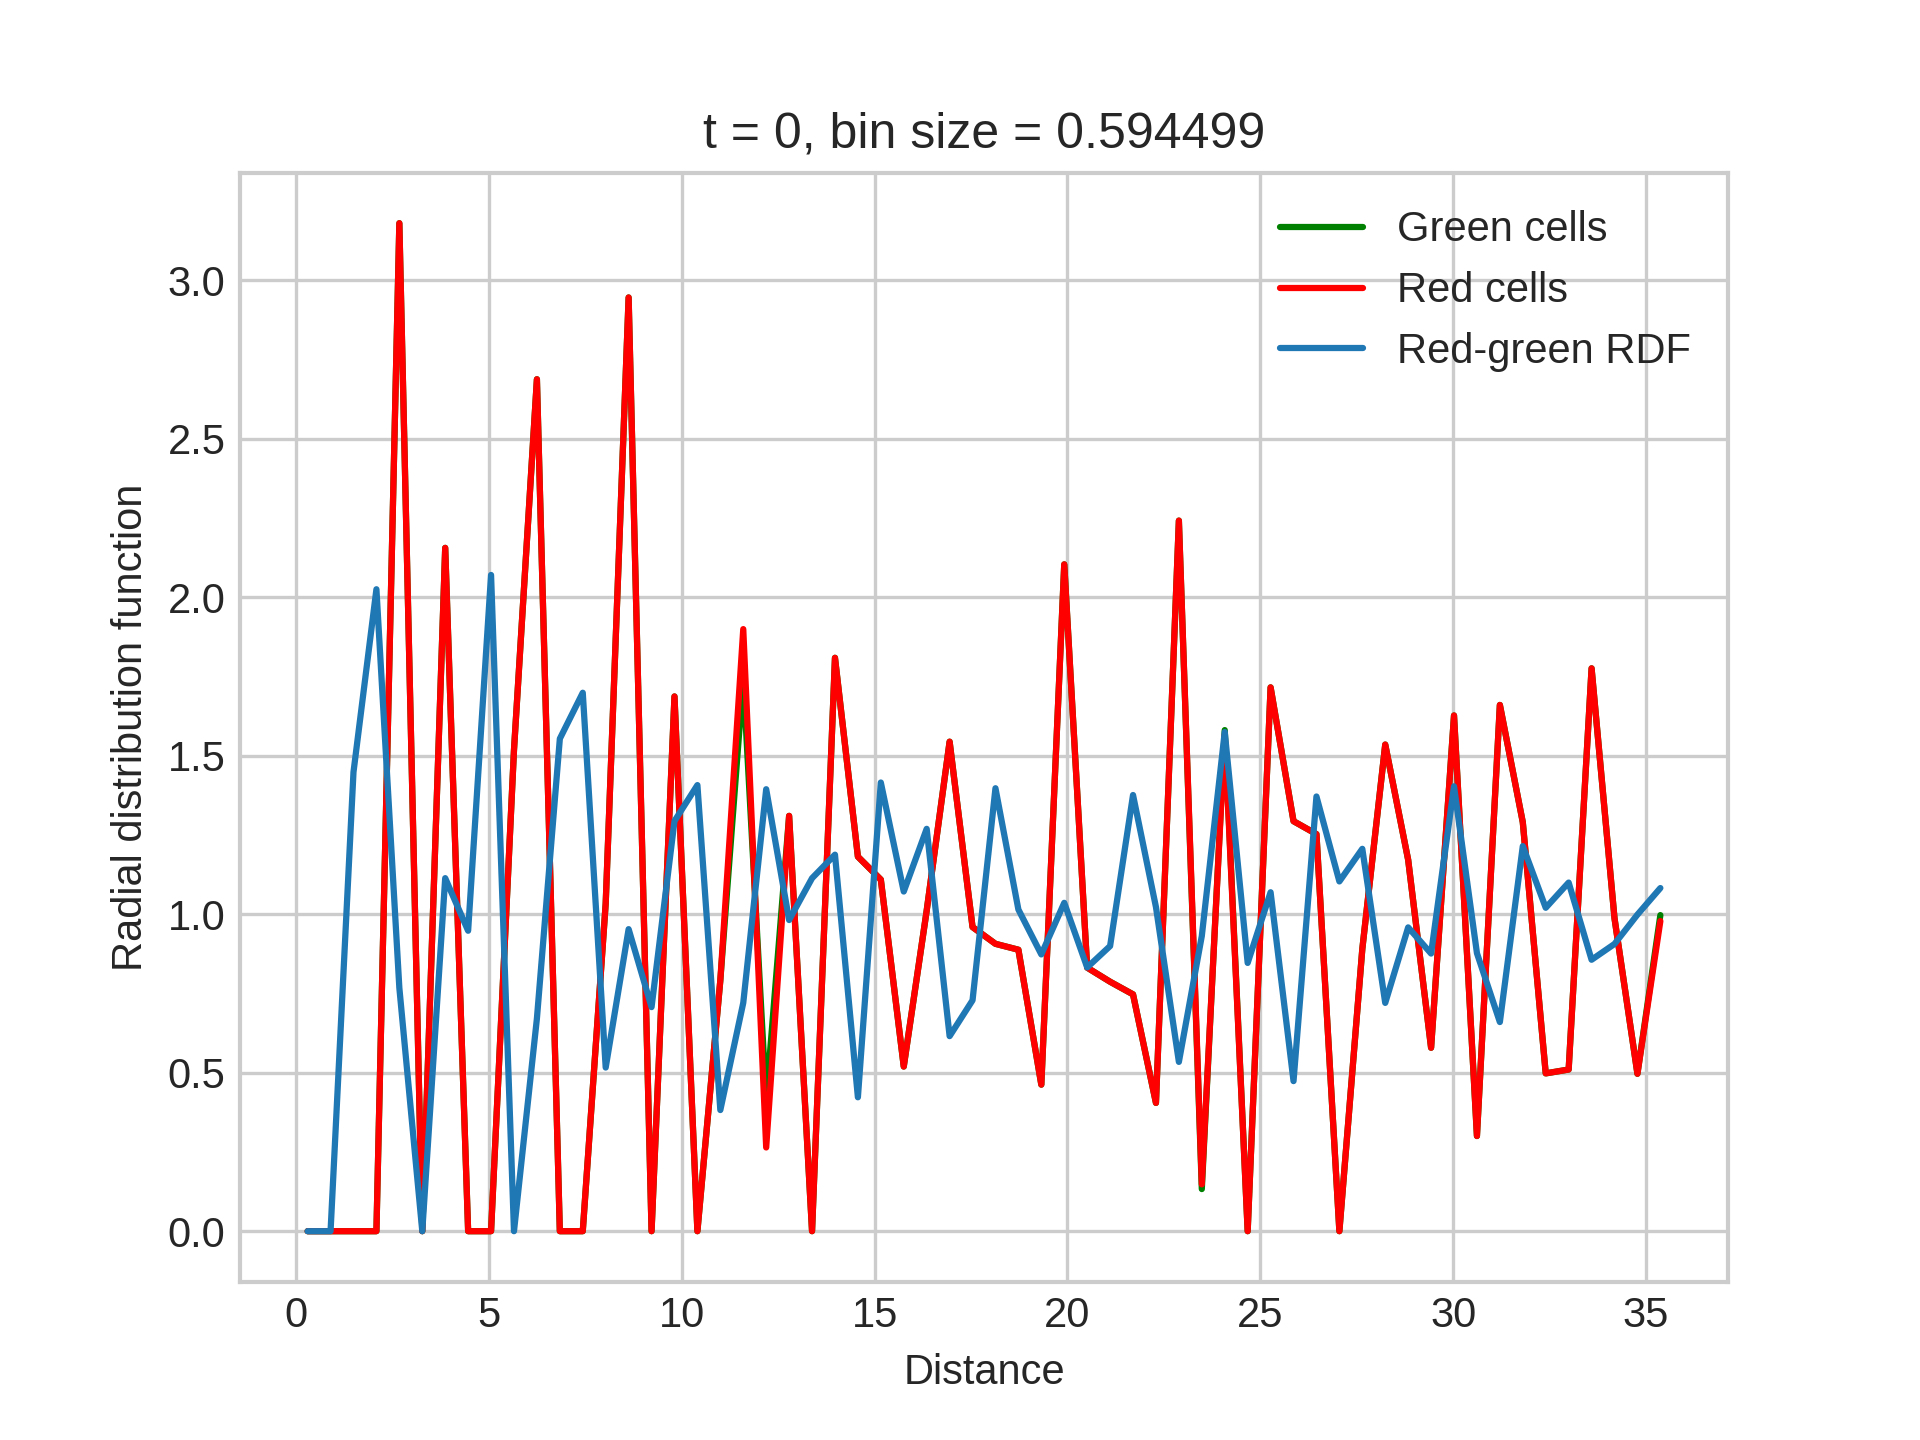 t = 0, bin size = 0.594499
Green cells
Red cells
Red-green RDF
Radial distribution function
3.0
2.5
2.0
1.5
1.0
0.5
0.0
0 5 10 15 20 25 30 35
Distance